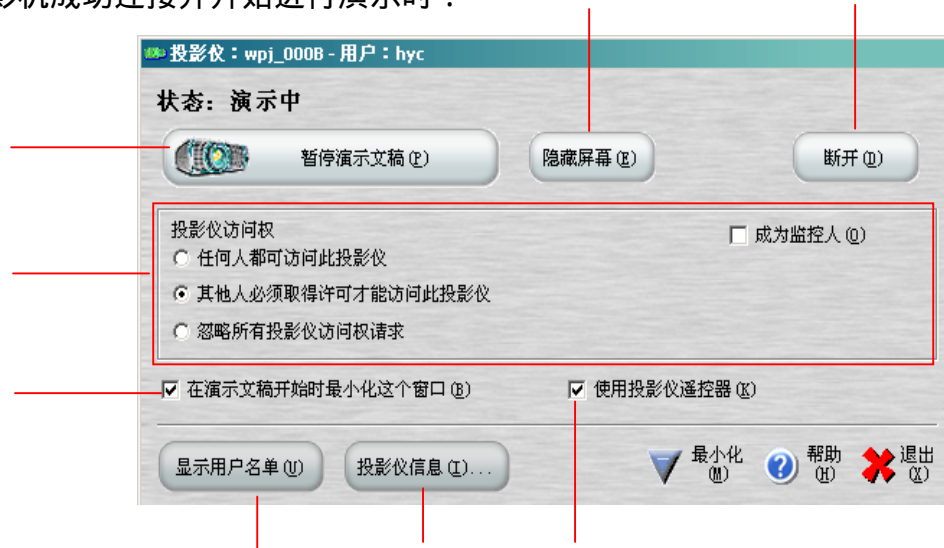 影机成功连接并开始进行演示时：
投影仪：wpj_000B - 用户：hyc
状态：演示中
暂停演示文稿(P)
隐藏屏幕(E)
断开(D)
投影仪访问权
成为监控人(O)
任何人都可访问此投影仪
其他人必须取得许可才能访问此投影仪
忽略所有投影仪访问权请求
在演示文稿开始时最小化这个窗口(B)
使用投影仪遥控器(K)
显示用户名单(U)
投影仪信息(I)...
最小化(M)
帮助(H)
退出(X)